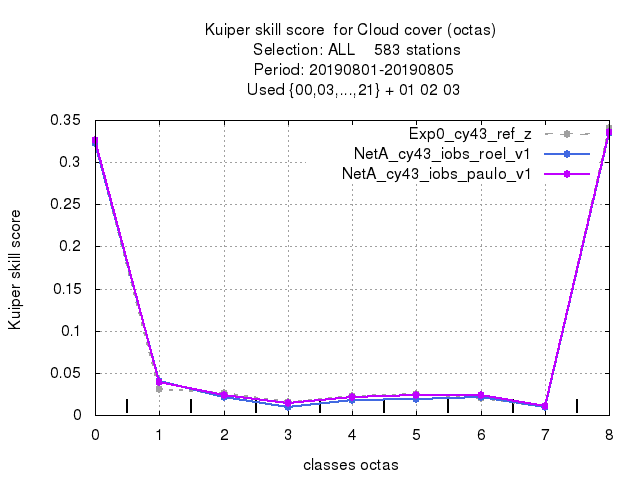 Kuiper skill score  for Cloud cover (octas)
Selection: ALL    583 stations
Period: 20190801-20190805
Used {00,03,...,21} + 01 02 03
Exp0_cy43_ref_z
NetA_cy43_iobs_roel_v1
NetA_cy43_iobs_paulo_v1
Kuiper skill score
0.35
0.3
0.25
0.2
0.15
0.1
0.05
0
0 1 2 3 4 5 6 7 8
classes octas